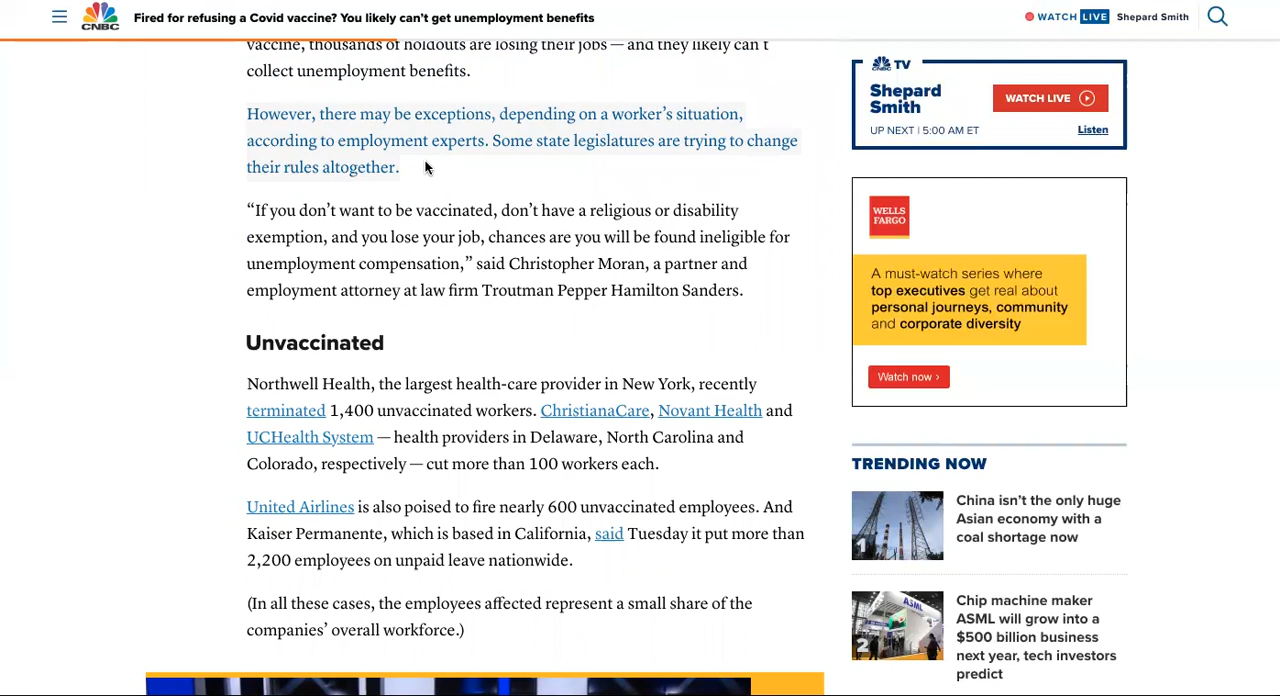 Fired for refusing a Covid vaccine? You likely can't get unemployment benefits
CNBC
WATCH LIVE Shepard Smith
vaccine, thousands of holdouts are losing their jobs — and they likely can't
collect unemployment benefits.
However, there may be exceptions, depending on a worker's situation,
according to employment experts. Some state legislatures are trying to change
their rules altogether.
“If you don't want to be vaccinated, don't have a religious or disability
exemption, and you lose your job, chances are you will be found ineligible for
unemployment compensation,” said Christopher Moran, a partner and
employment attorney at law firm Troutman Pepper Hamilton Sanders.
Unvaccinated
Northwell Health, the largest health-care provider in New York, recently
terminated 1,400 unvaccinated workers. ChristianaCare, Novant Health and
UCHealth System — health providers in Delaware, North Carolina and
Colorado, respectively — cut more than 100 workers each.
United Airlines is also poised to fire nearly 600 unvaccinated employees. And
Kaiser Permanente, which is based in California, said Tuesday it put more than
2,200 employees on unpaid leave nationwide.
(In all these cases, the employees affected represent a small share of the
companies' overall workforce.)
CNBC TV
Shepard
Smith
WATCH LIVE
UP NEXT | 5:00 AM ET
Listen
WELLS
FARGO
A must-watch series where
top executives get real about
personal journeys, community
and corporate diversity
Watch now ›
TRENDING NOW
1
China isn't the only huge
Asian economy with a
coal shortage now
ASML
2
Chip machine maker
ASML will grow into a
$500 billion business
next year, tech investors
predict